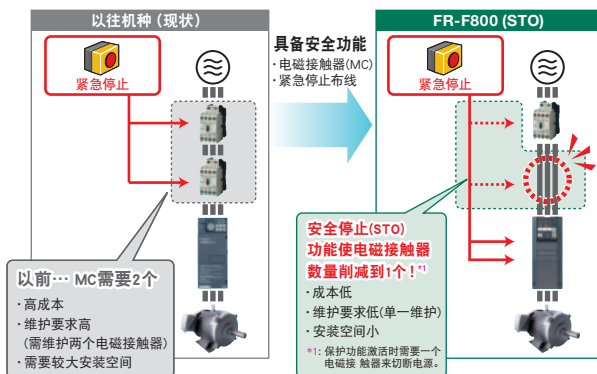 以往机种（现状）
紧急停止
以前… MC需要2个
·高成本
·维护要求高
(需维护两个电磁接触器)
·需要较大安装空间
具备安全功能
·电磁接触器(MC)
·紧急停止布线
FR-F800 (STO)
紧急停止
安全停止(STO)
功能使电磁接触器
数量削减到1个！*1
·成本低
·维护要求低(单一维护)
·安装空间小
*1: 保护功能激活时需要一个
电磁接 触器来切断电源。